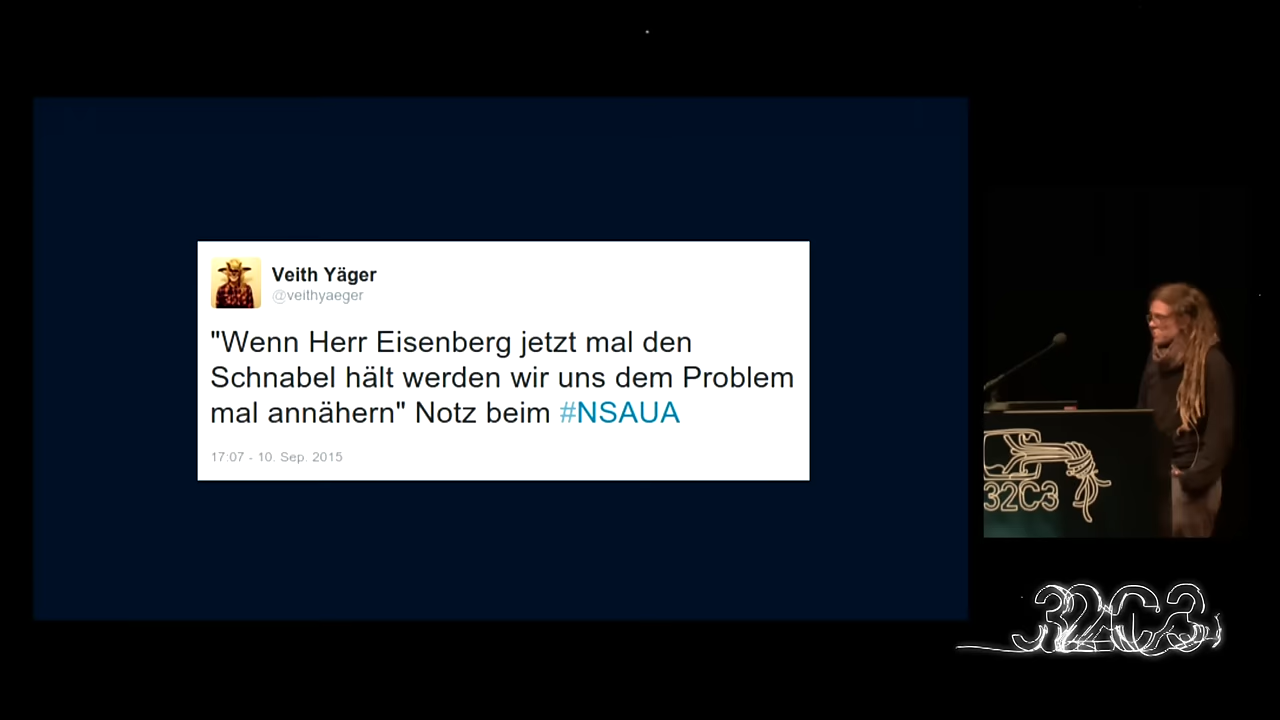 Veith Yäger
@veithyaeger
"Wenn Herr Eisenberg jetzt mal den
Schnabel hält werden wir uns dem Problem
mal annähern" Notz beim #NSAUA
17:07 - 10. Sep. 2015
32C3
32C3